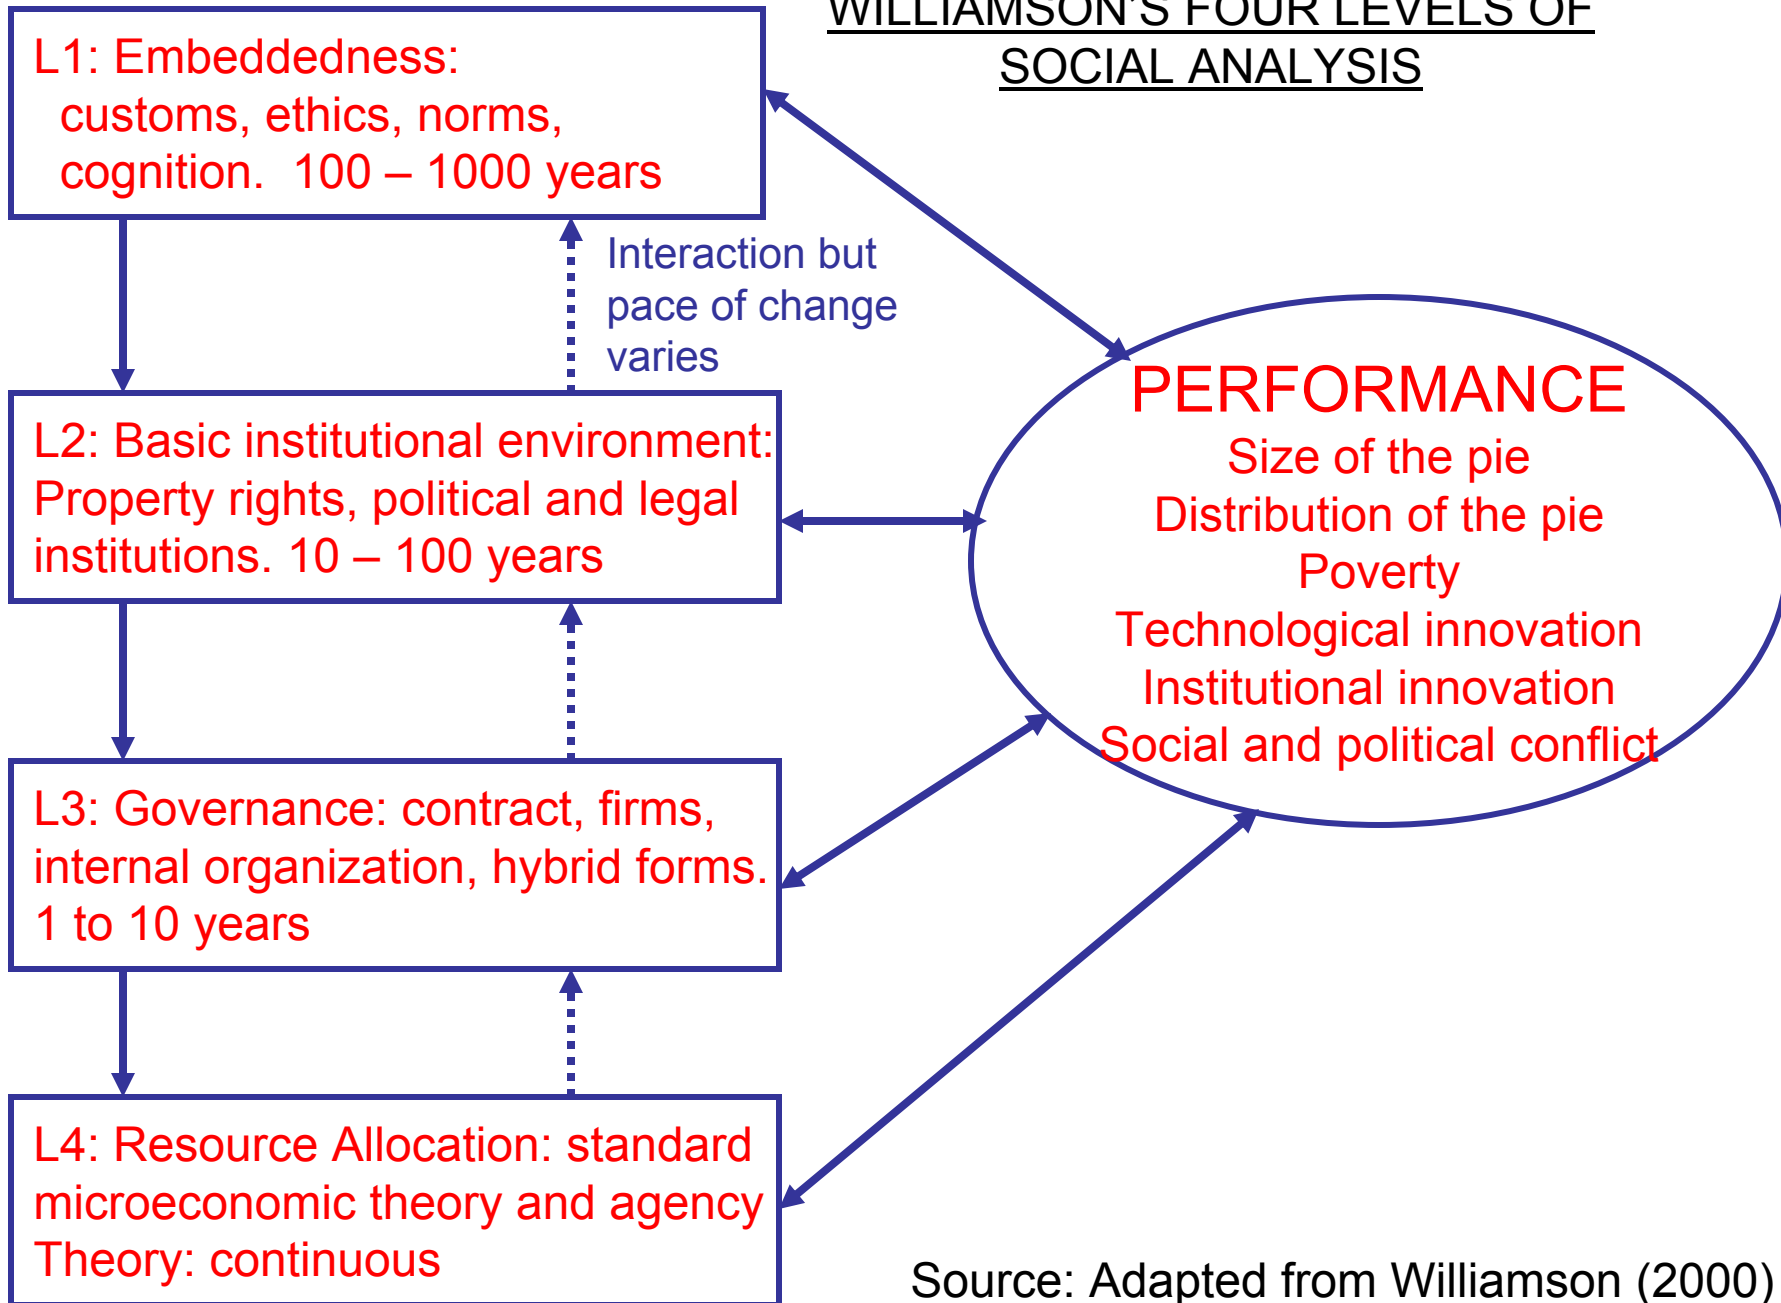 WILLIAMSON'S FOUR LEVELS OF
SOCIAL ANALYSIS
L1: Embeddedness:
customs, ethics, norms,
cognition.  100 – 1000 years
Interaction but
pace of change
varies
L2: Basic institutional environment:
Property rights, political and legal
institutions. 10 – 100 years
L3: Governance: contract, firms,
internal organization, hybrid forms.
1 to 10 years
L4: Resource Allocation: standard
microeconomic theory and agency
Theory: continuous
PERFORMANCE
Size of the pie
Distribution of the pie
Poverty
Technological innovation
Institutional innovation
Social and political conflict
Source: Adapted from Williamson (2000)